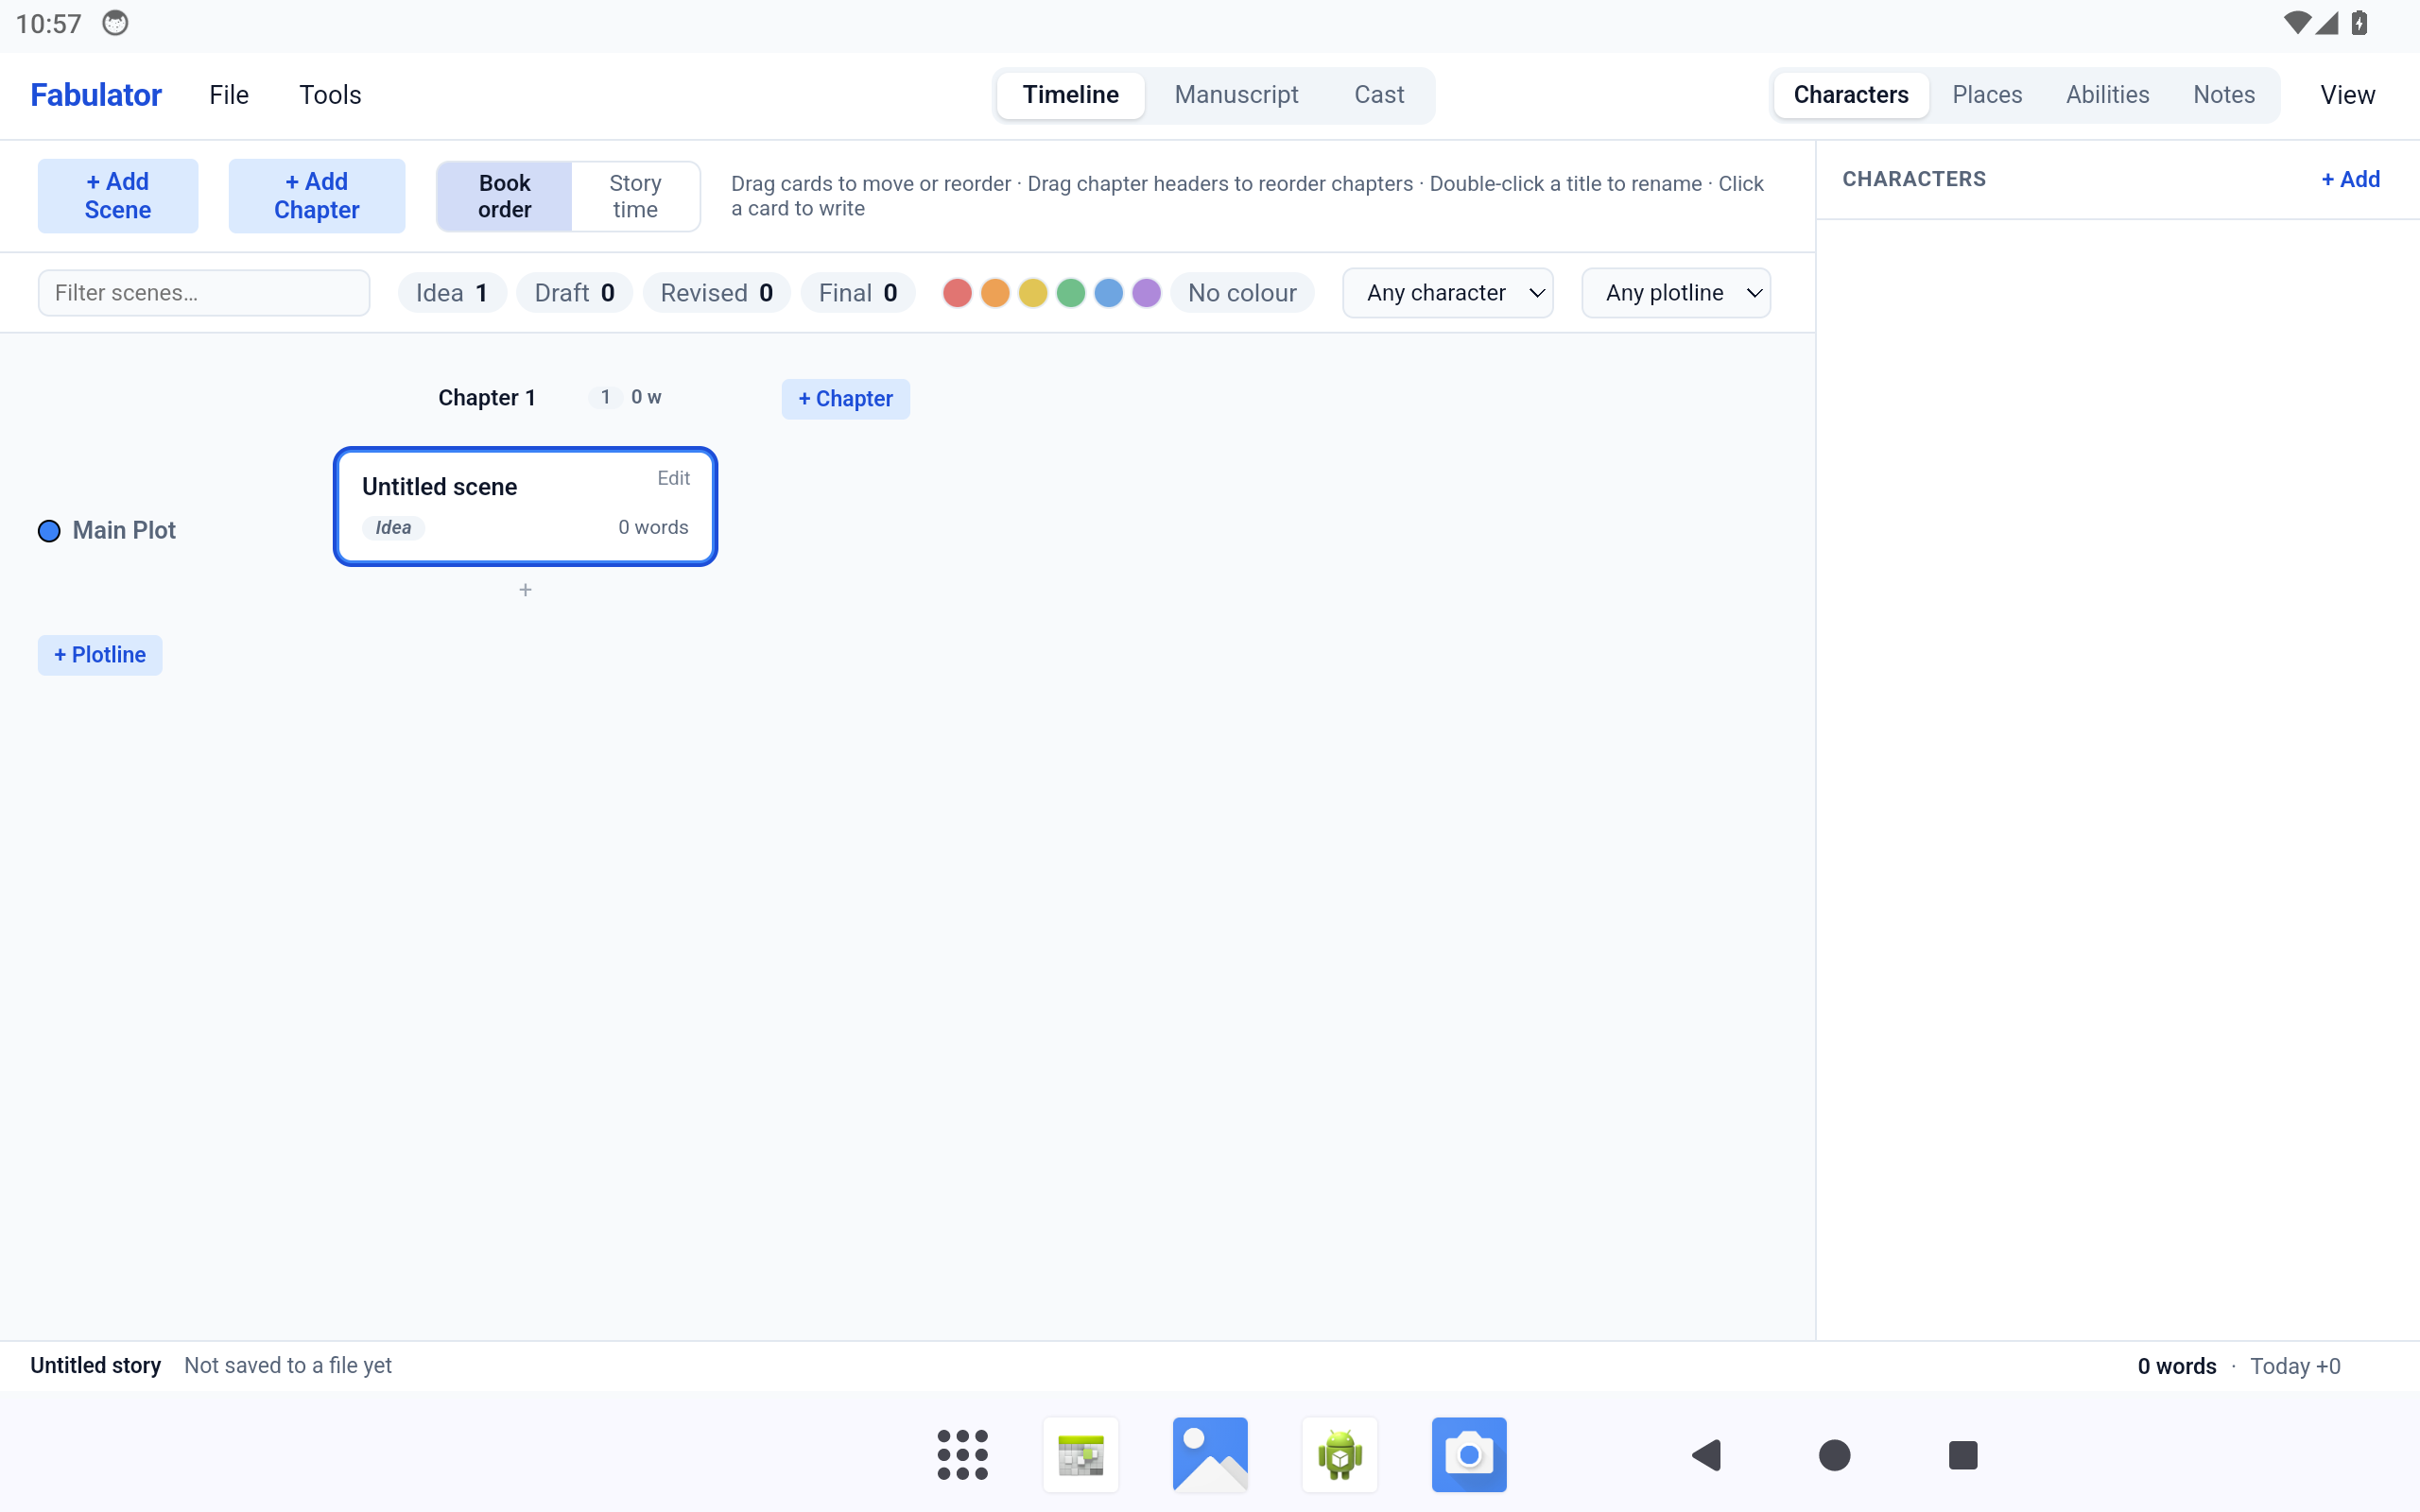 10:57
Fabulator File Tools Timeline Manuscript Cast Characters Places Abilities Notes View
+ Add Scene
+ Add Chapter
Book order
Story time
Drag cards to move or reorder · Drag chapter headers to reorder chapters · Double-click a title to rename · Click
a card to write
CHARACTERS + Add
Filter scenes… Idea 1 Draft 0 Revised 0 Final 0 No colour Any character Any plotline
Chapter 1 1 0 w + Chapter
Untitled scene Edit
Idea 0 words
Main Plot
+
+ Plotline
Untitled story Not saved to a file yet 0 words · Today +0